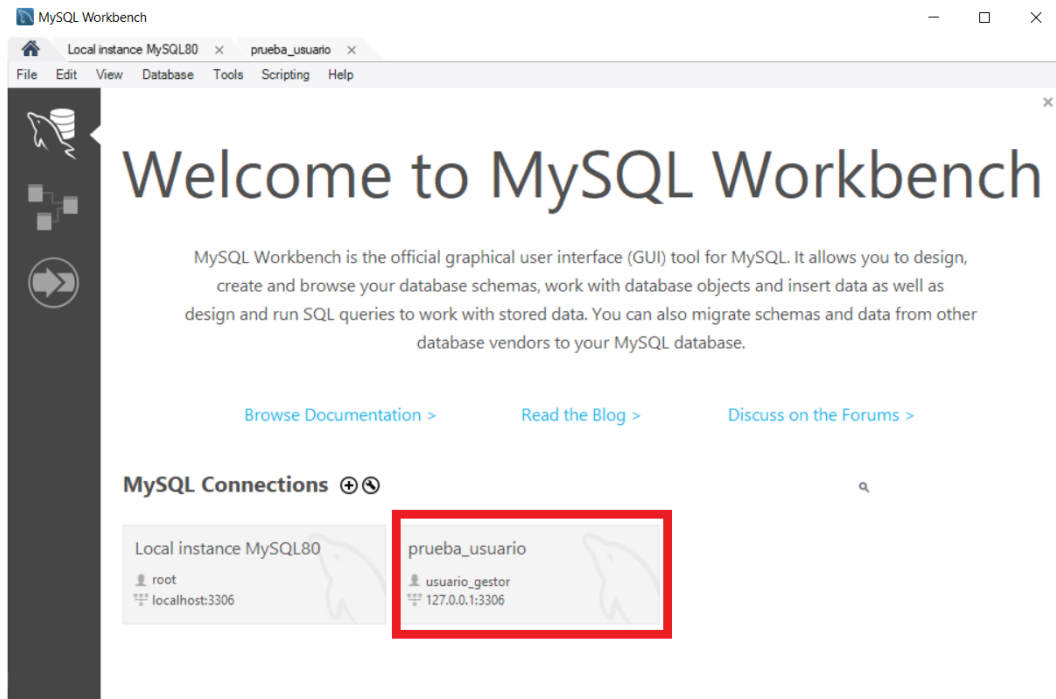 MySQL Workbench
Local instance MySQL80 prueba_usuario
File Edit View Database Tools Scripting Help
Welcome to MySQL Workbench
MySQL Workbench is the official graphical user interface (GUI) tool for MySQL. It allows you to design,
create and browse your database schemas, work with database objects and insert data as well as
design and run SQL queries to work with stored data. You can also migrate schemas and data from other
database vendors to your MySQL database.
Browse Documentation > Read the Blog > Discuss on the Forums >
MySQL Connections
Local instance MySQL80
root
localhost:3306
prueba_usuario
usuario_gestor
127.0.0.1:3306